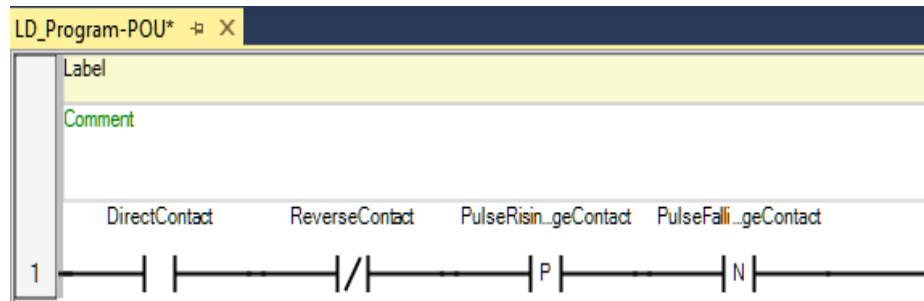 LD_Program-POU*
Label
Comment
DirectContact ReverseContact PulseRisin...geContact PulseFalli...geContact
1 P N